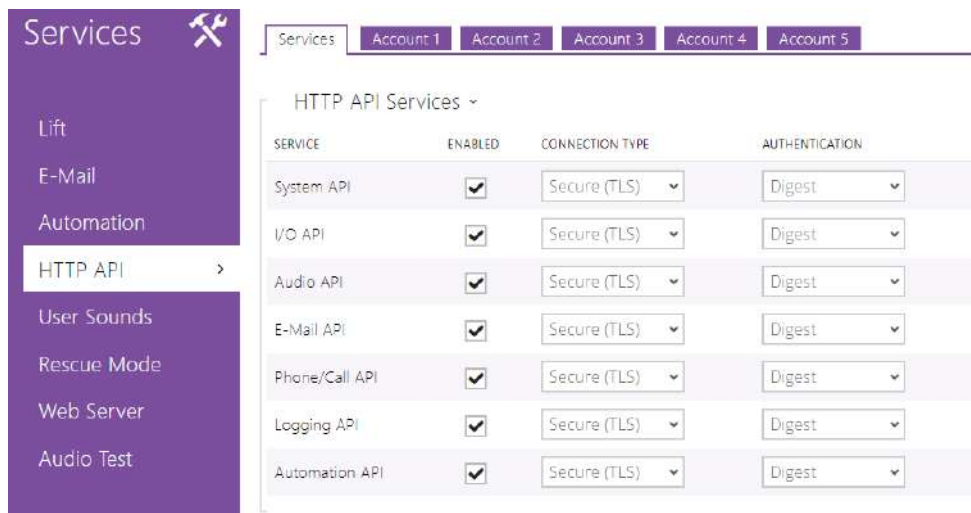 Services
Lift
E-Mail
Automation
HTTP API
User Sounds
Rescue Mode
Web Server
Audio Test
Services Account 1 Account 2 Account 3 Account 4 Account 5
HTTP API Services
SERVICE ENABLED CONNECTION TYPE AUTHENTICATION
System API Secure (TLS) Digest
I/O API Secure (TLS) Digest
Audio API Secure (TLS) Digest
E-Mail API Secure (TLS) Digest
Phone/Call API Secure (TLS) Digest
Logging API Secure (TLS) Digest
Automation API Secure (TLS) Digest